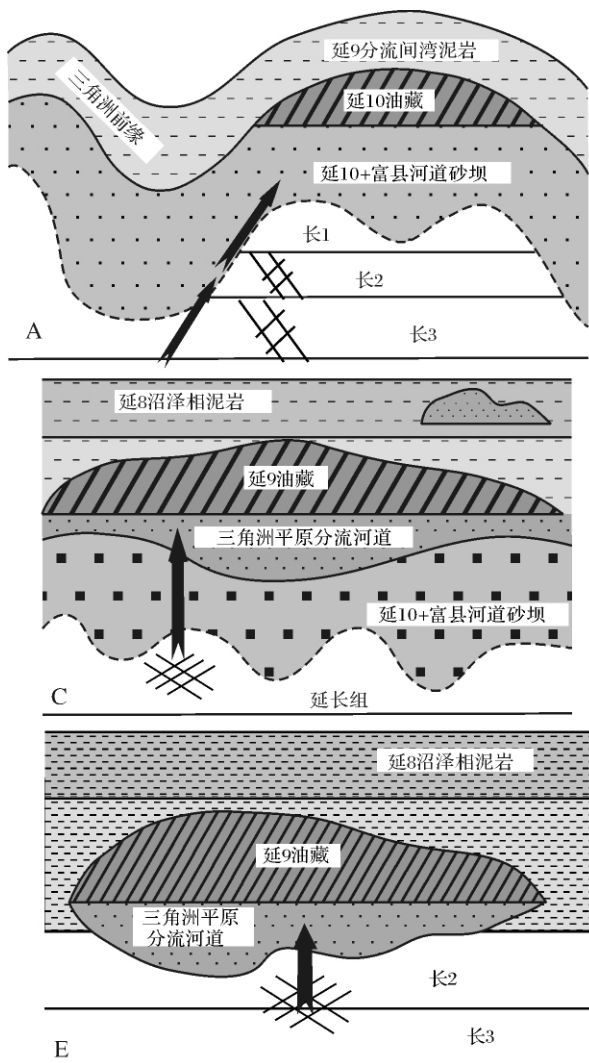 延9分流间湾泥岩
三角洲前缘
延10油藏
延10+富县河道砂坝
长1
长2
长3
A
延8沼泽相泥岩
延9油藏
三角洲平原分流河道
延10+富县河道砂坝
C
延长组
延8沼泽相泥岩
延9油藏
三角洲平原
分流河道
长2
长3
E